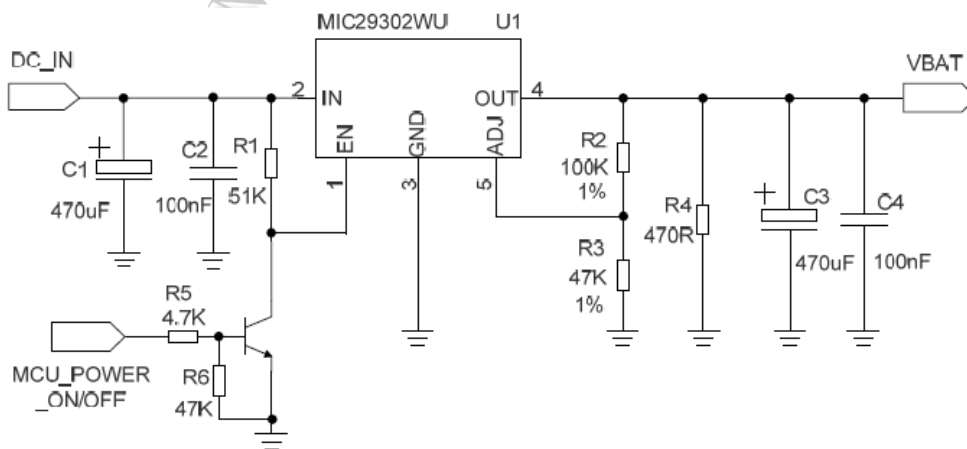 MIC29302WU U1
DC_IN
VBAT
2 IN
OUT 4
EN
GND
ADJ
1
3
5
C1
470uF
C2
100nF
R1
51K
R2
100K
1%
R3
47K
1%
R4
470R
C3
470uF
C4
100nF
R5
4.7K
MCU_POWER
_ON/OFF
R6
47K